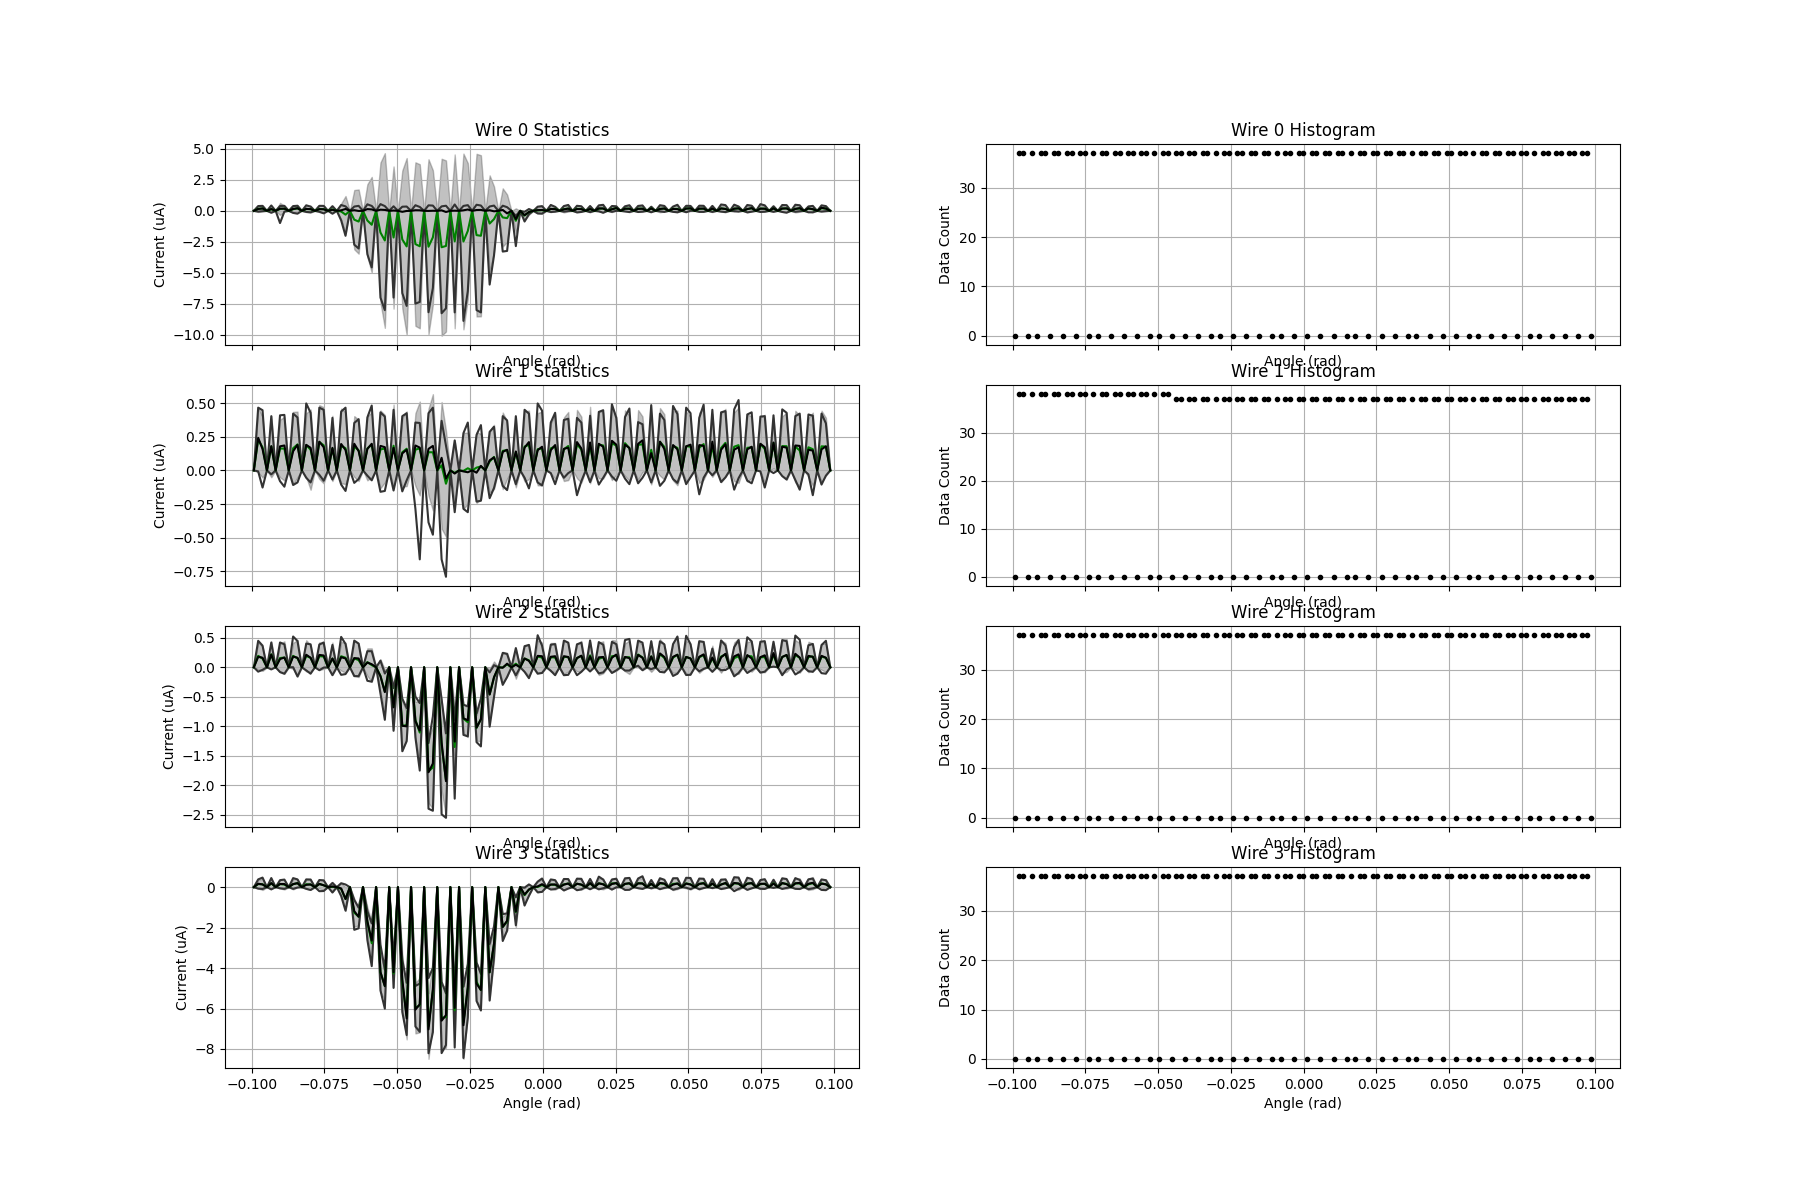 Wire 0 Statistics
Current (uA)
5.0
2.5
0.0
−2.5
−5.0
−7.5
−10.0
Angle (rad)
Wire 0 Histogram
Data Count
30
20
10
0
Angle (rad)
Wire 1 Statistics
Current (uA)
0.50
0.25
0.00
−0.25
−0.50
−0.75
Angle (rad)
Wire 1 Histogram
Data Count
30
20
10
0
Angle (rad)
Wire 2 Statistics
Current (uA)
0.5
0.0
−0.5
−1.0
−1.5
−2.0
−2.5
Angle (rad)
Wire 2 Histogram
Data Count
30
20
10
0
Angle (rad)
Wire 3 Statistics
Current (uA)
0
−2
−4
−6
−8
−0.100 −0.075 −0.050 −0.025 0.000 0.025 0.050 0.075 0.100
Angle (rad)
Wire 3 Histogram
Data Count
30
20
10
0
−0.100 −0.075 −0.050 −0.025 0.000 0.025 0.050 0.075 0.100
Angle (rad)